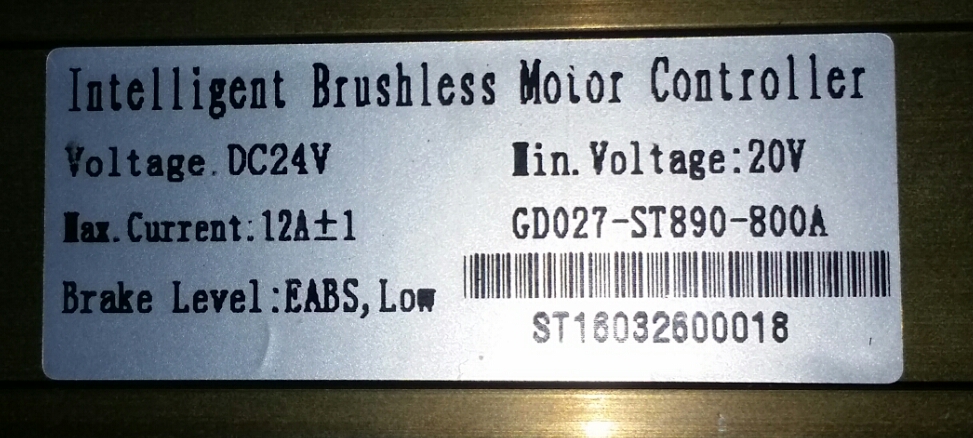 Intelligent Brushless Motor Controller
Voltage.DC24V
Min.Voltage:20V
Max.Current:12A±1
GD027-ST890-800A
Brake Level:EABS,Low
ST16032600018